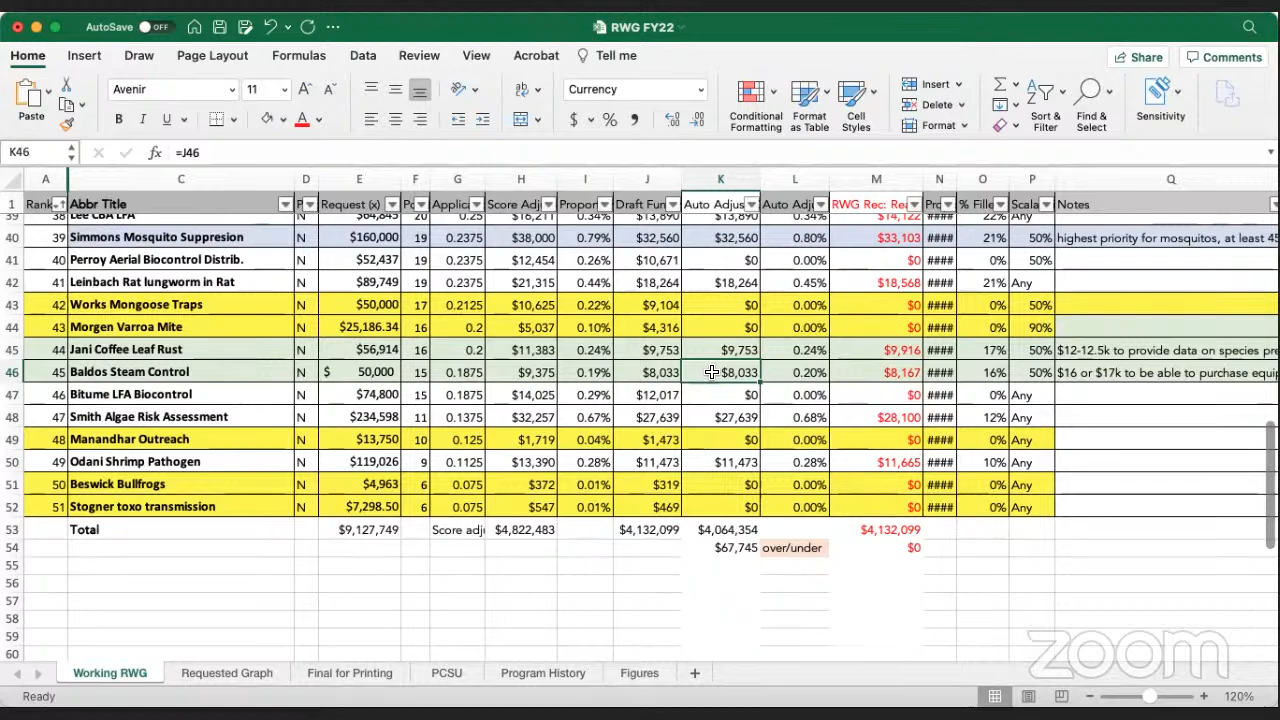 AutoSave OFF RWG FY22
Home Insert Draw Page Layout Formulas Data Review View Acrobat Tell me Share Comments
Paste Avenir 11 Currency Conditional Formatting Format as Table Cell Styles Insert Delete Format Sort & Filter Find & Select Sensitivity
K46 fx =J46
A C D E F G H I J K L M N O P Q
1 Rank Abbr Title P Request (x) Po Applica Score Adj Propor Draft Fun Auto Adjus Auto Adj RWG Rec: Re Pro % Fille Scala Notes
39 38 Lee CBA LFA N $64,845 20 0.25 $16,211 0.34% $13,890 $13,890 0.34% $14,122 #### 22% Any
40 39 Simmons Mosquito Suppresion N $160,000 19 0.2375 $38,000 0.79% $32,560 $32,560 0.80% $33,103 #### 21% 50% highest priority for mosquitos, at least 45
41 40 Perroy Aerial Biocontrol Distrib. N $52,437 19 0.2375 $12,454 0.26% $10,671 $0 0.00% $0 #### 0% 50%
42 41 Leinbach Rat lungworm in Rat N $89,749 19 0.2375 $21,315 0.44% $18,264 $18,264 0.45% $18,568 #### 21% Any
43 42 Works Mongoose Traps N $50,000 17 0.2125 $10,625 0.22% $9,104 $0 0.00% $0 #### 0% 50%
44 43 Morgen Varroa Mite N $25,186.34 16 0.2 $5,037 0.10% $4,316 $0 0.00% $0 #### 0% 90%
45 44 Jani Coffee Leaf Rust N $56,914 16 0.2 $11,383 0.24% $9,753 $9,753 0.24% $9,916 #### 17% 50% $12-12.5k to provide data on species pre
46 45 Baldos Steam Control N $ 50,000 15 0.1875 $9,375 0.19% $8,033 $8,033 0.20% $8,167 #### 16% 50% $16 or $17k to be able to purchase equip
47 46 Bitume LFA Biocontrol N $74,800 15 0.1875 $14,025 0.29% $12,017 $0 0.00% $0 #### 0% Any
48 47 Smith Algae Risk Assessment N $234,598 11 0.1375 $32,257 0.67% $27,639 $27,639 0.68% $28,100 #### 12% Any
49 48 Manandhar Outreach N $13,750 10 0.125 $1,719 0.04% $1,473 $0 0.00% $0 #### 0% Any
50 49 Odani Shrimp Pathogen N $119,026 9 0.1125 $13,390 0.28% $11,473 $11,473 0.28% $11,665 #### 10% Any
51 50 Beswick Bullfrogs N $4,963 6 0.075 $372 0.01% $319 $0 0.00% $0 #### 0% Any
52 51 Stogner toxo transmission N $7,298.50 6 0.075 $547 0.01% $469 $0 0.00% $0 #### 0% Any
53 Total $9,127,749 Score adju $4,822,483 $4,132,099 $4,064,354 $4,132,099
54 $67,745 over/under $0
55
56
57
58
59
60
zoom
Working RWG Requested Graph Final for Printing PCSU Program History Figures +
Ready 120%